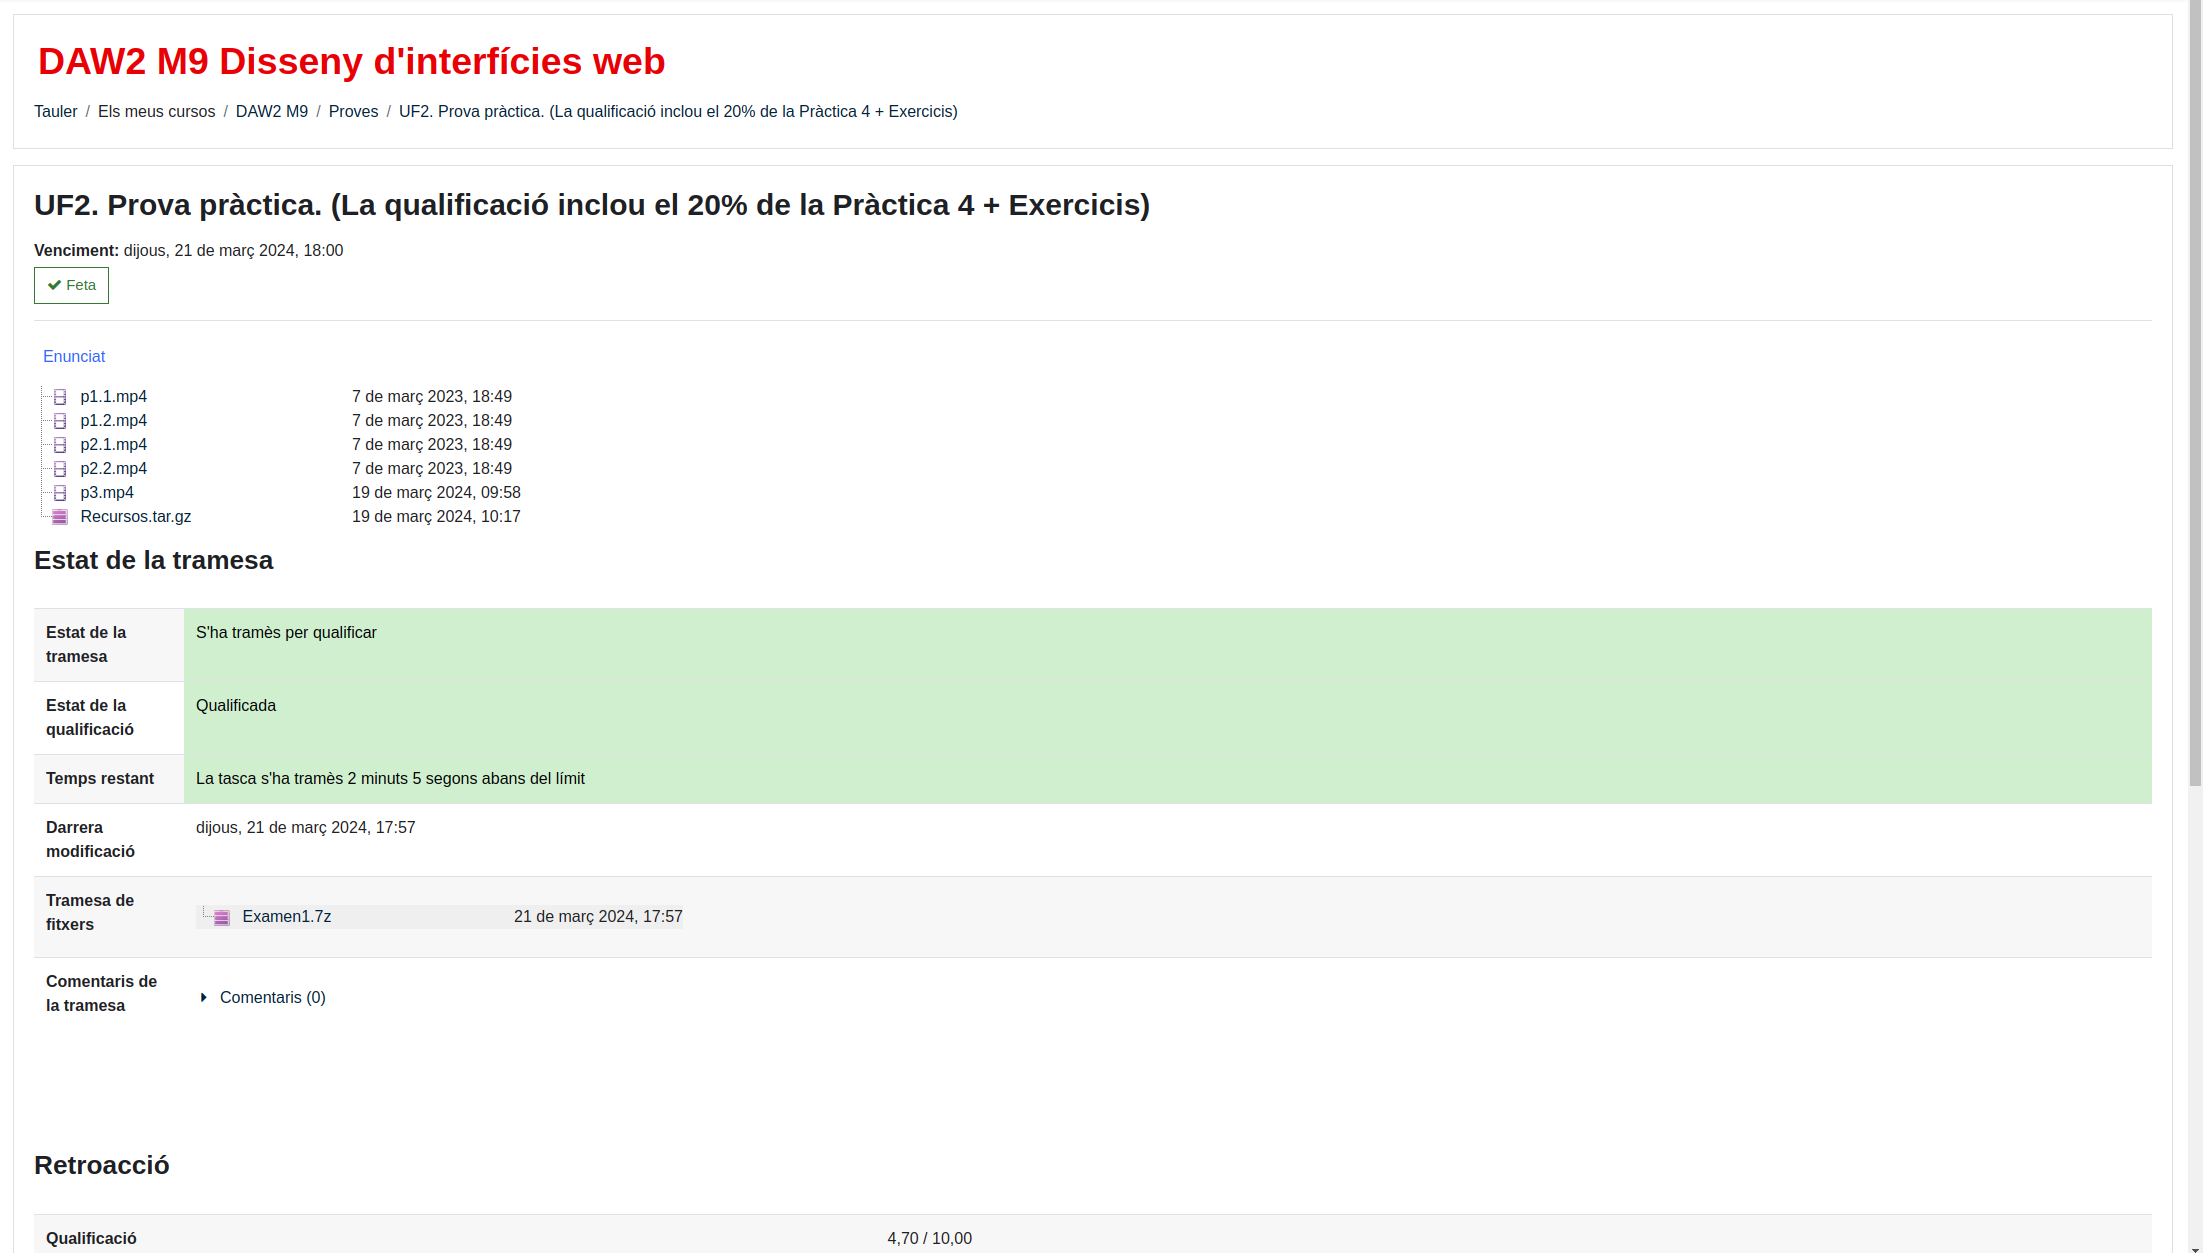 DAW2 M9 Disseny d'interfícies web
Tauler / Els meus cursos / DAW2 M9 / Proves / UF2. Prova pràctica. (La qualificació inclou el 20% de la Pràctica 4 + Exercicis)
UF2. Prova pràctica. (La qualificació inclou el 20% de la Pràctica 4 + Exercicis)
Venciment: dijous, 21 de març 2024, 18:00
Feta
Enunciat
p1.1.mp4 7 de març 2023, 18:49
p1.2.mp4 7 de març 2023, 18:49
p2.1.mp4 7 de març 2023, 18:49
p2.2.mp4 7 de març 2023, 18:49
p3.mp4 19 de març 2024, 09:58
Recursos.tar.gz 19 de març 2024, 10:17
Estat de la tramesa
Estat de la
tramesa
S'ha tramès per qualificar
Estat de la
qualificació
Qualificada
Temps restant La tasca s'ha tramès 2 minuts 5 segons abans del límit
Darrera
modificació
dijous, 21 de març 2024, 17:57
Tramesa de
fitxers
Examen1.7z 21 de març 2024, 17:57
Comentaris de
la tramesa
Comentaris (0)
Retroacció
Qualificació 4,70 / 10,00